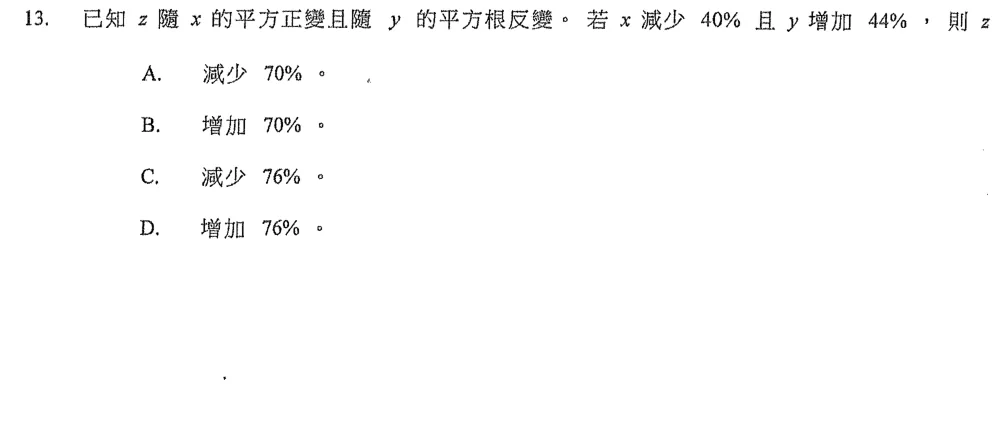 13. 已知 z 隨 x 的平方正變且隨 y 的平方根反變。若 x 減少 40% 且 y 增加 44%，則 z
A. 減少 70%。
B. 增加 70%。
C. 減少 76%。
D. 增加 76%。